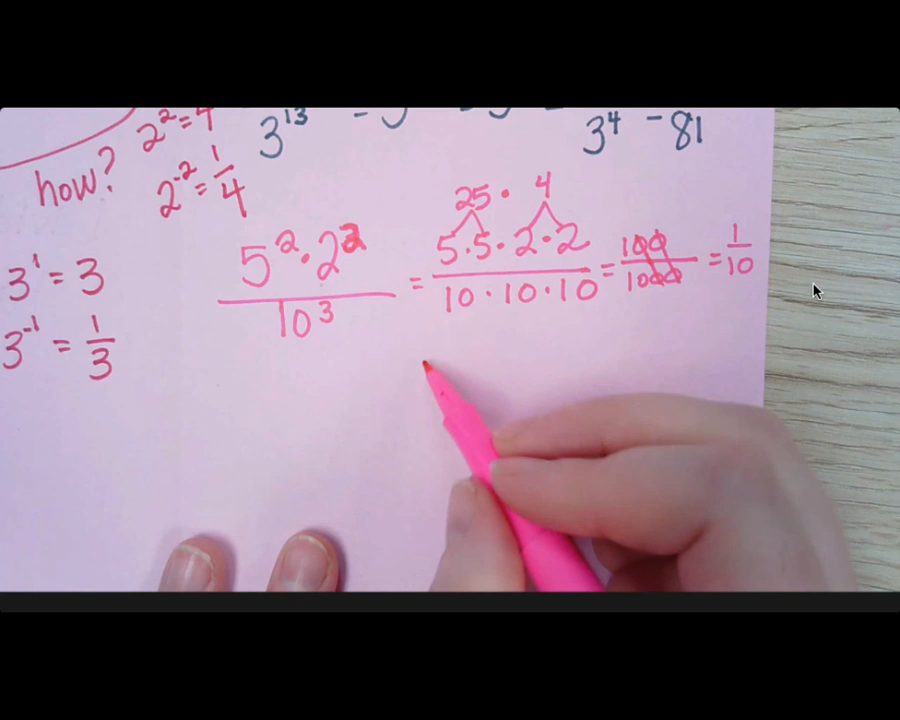 2² = 4
3¹³
3⁴ - 81
how?
2⁻² = 1/4
25 · 4
5² · 2² / 10³ = 5 · 5 · 2 · 2 / 10 · 10 · 10 = 100 / 1000 = 1/10
3¹ = 3
3⁻¹ = 1/3